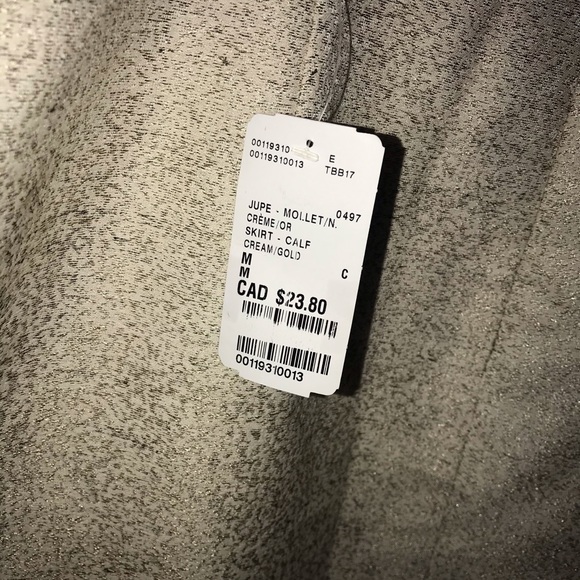 00119310 E
00119310013 TBB17
0497
JUPE - MOLLET/N.
CRÈME/OR
SKIRT - CALF
CREAM/GOLD
M
M C
CAD $23.80
00119310013